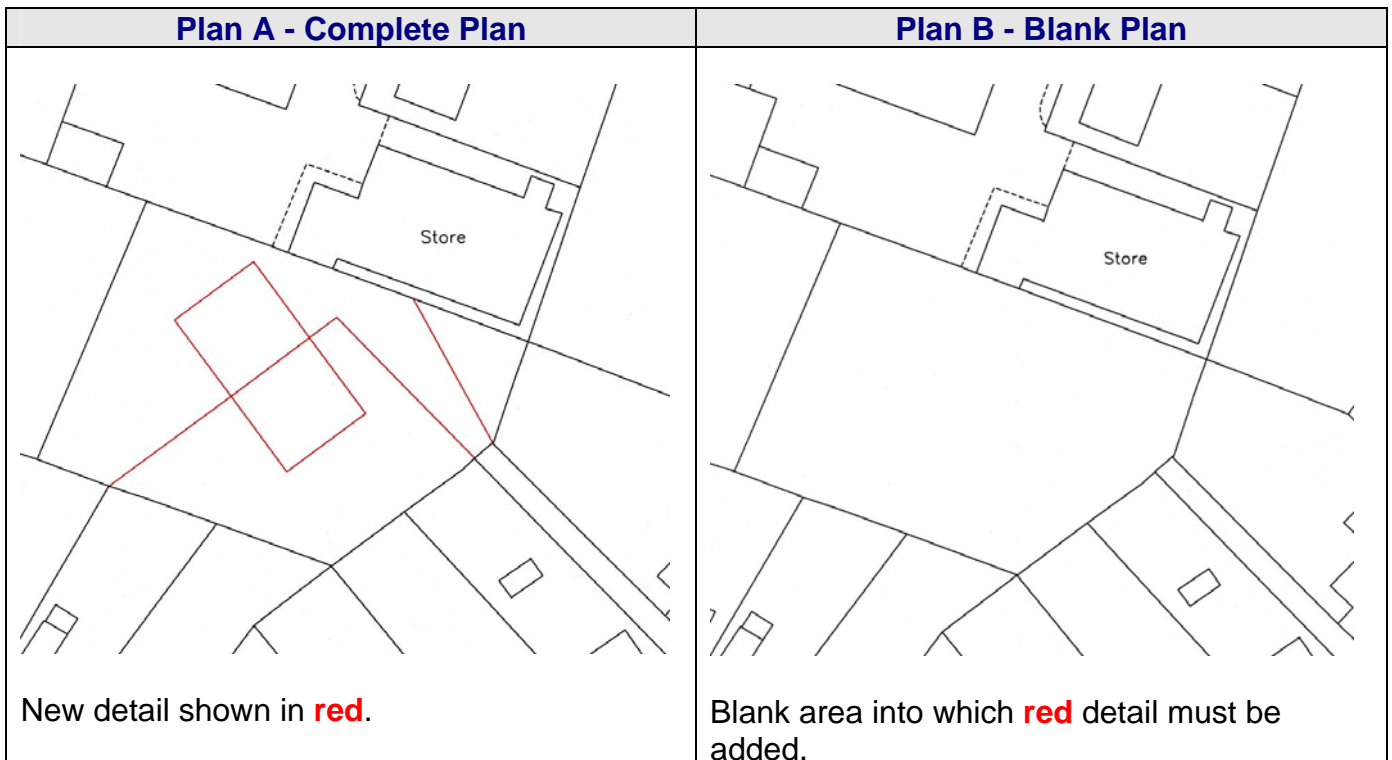 Plan A - Complete Plan
Plan B - Blank Plan
Store
Store
New detail shown in red.
Blank area into which red detail must be
added.